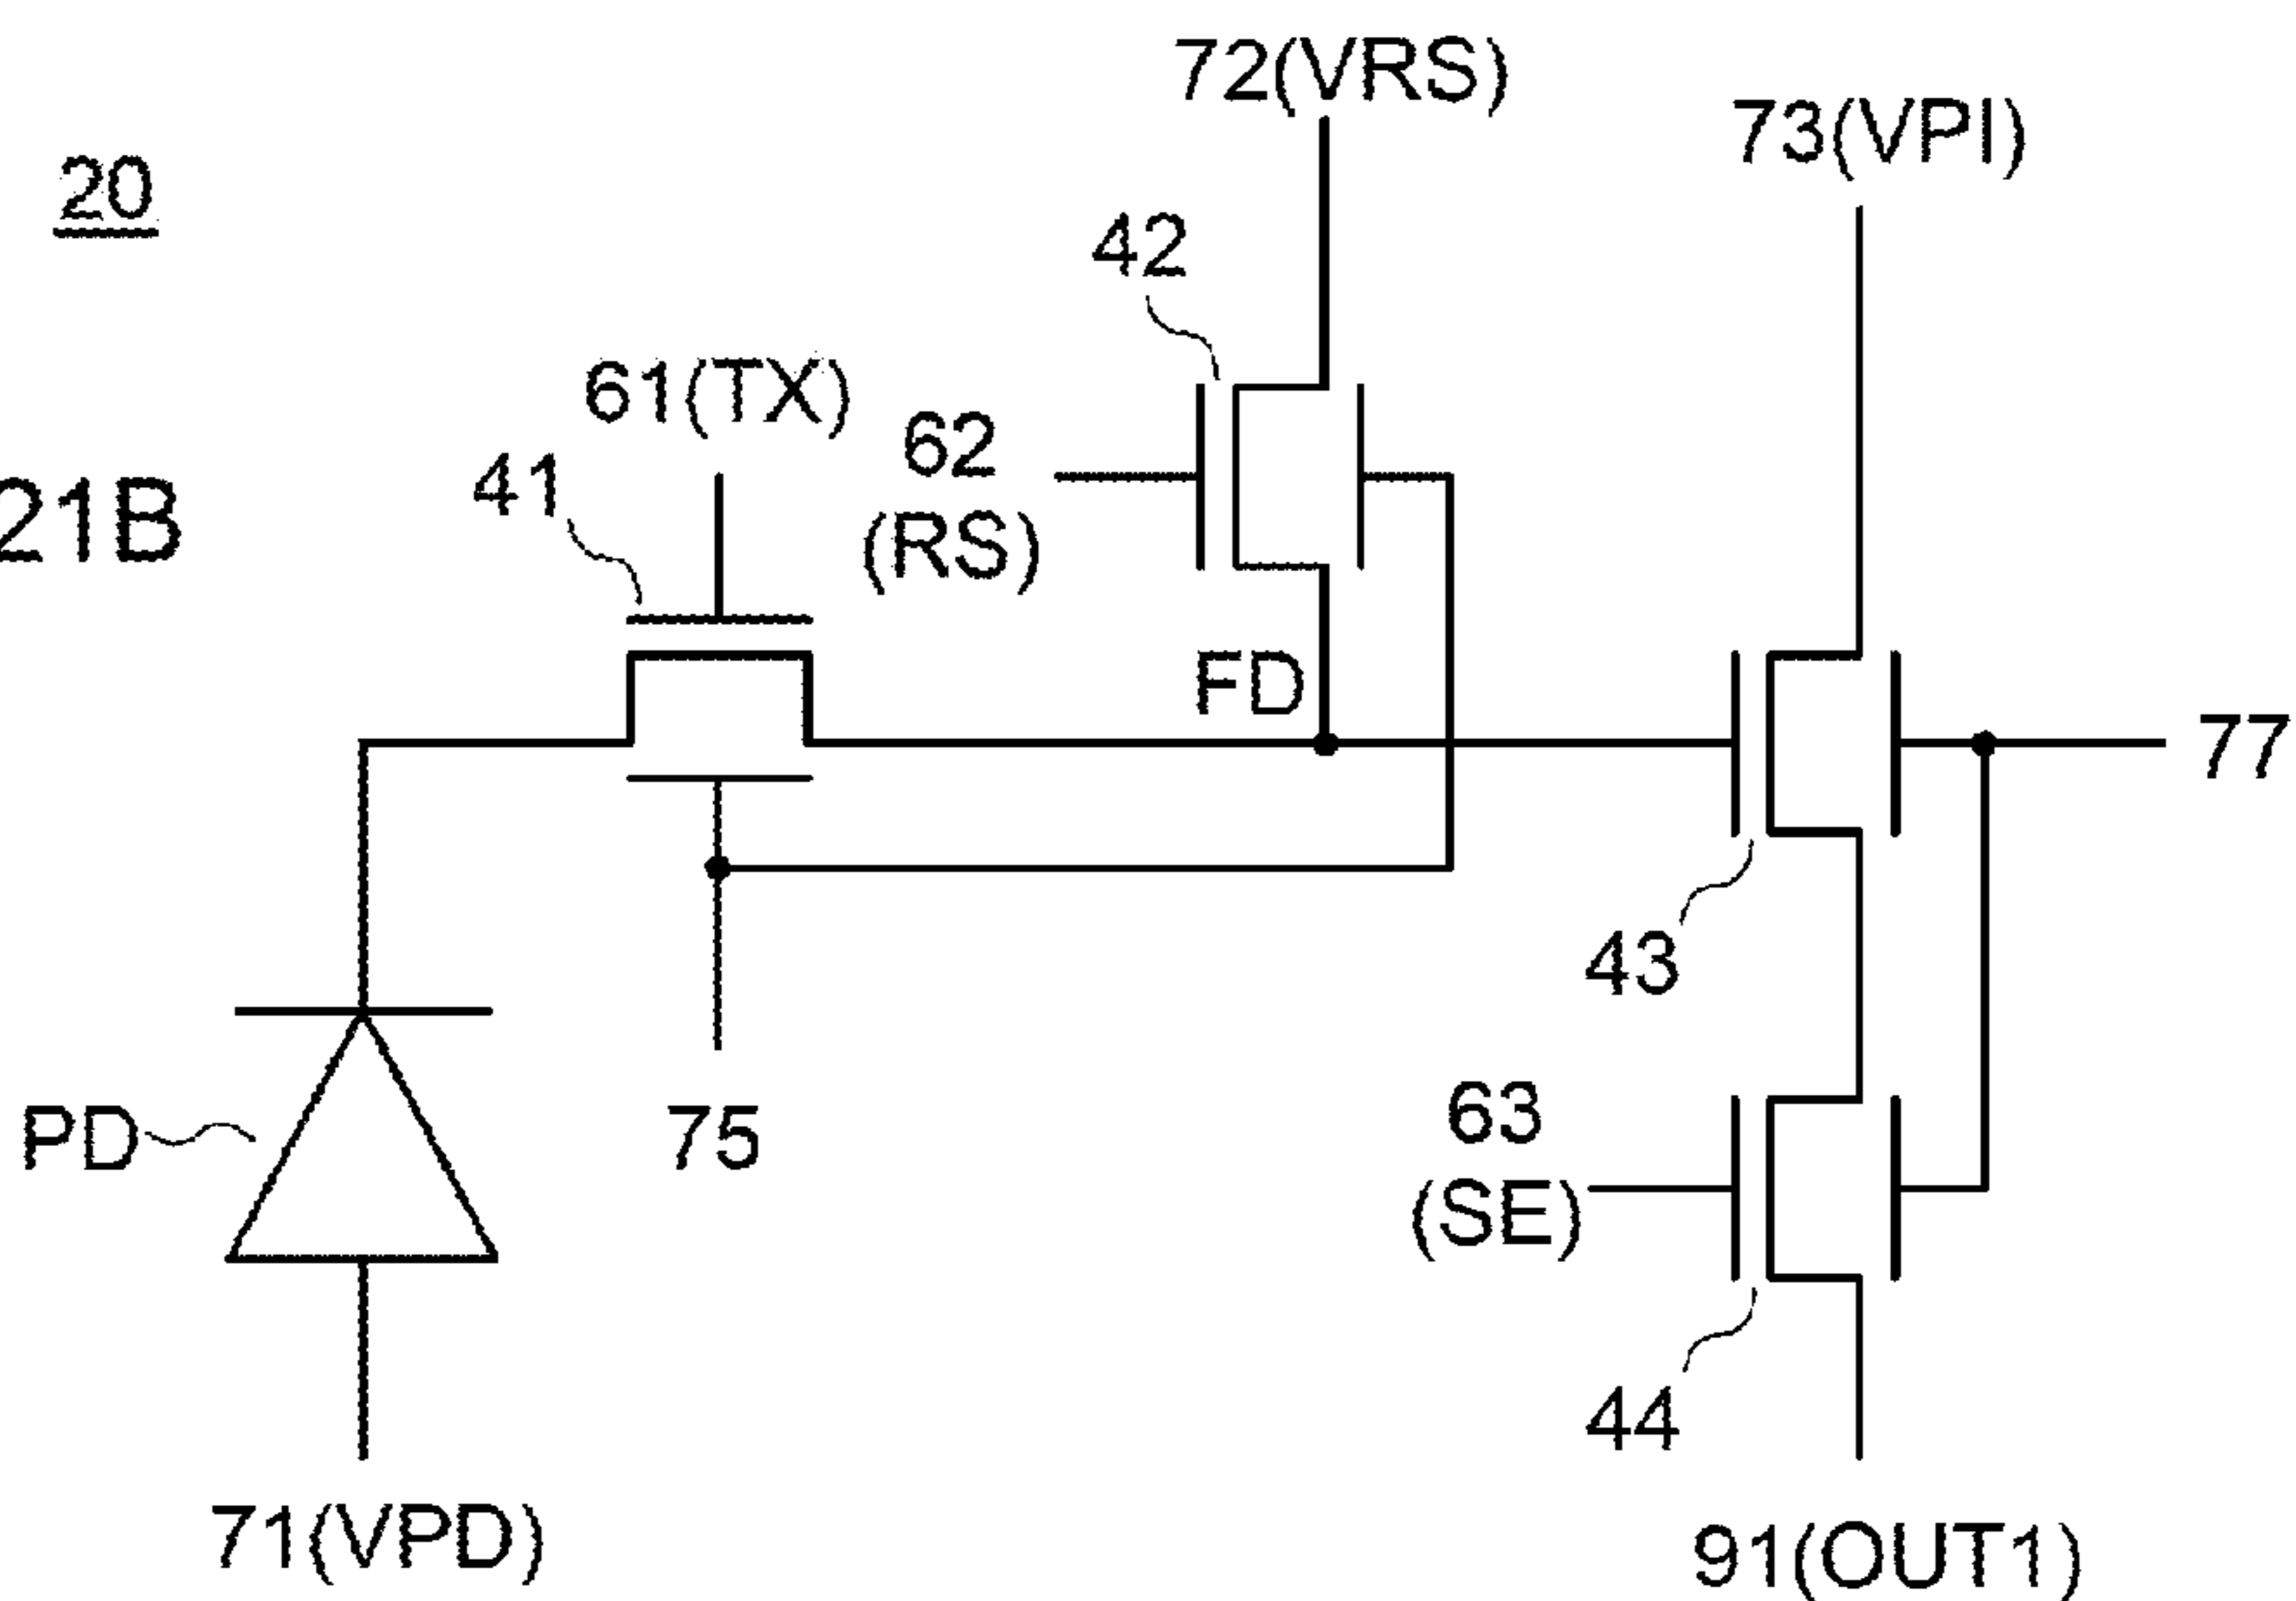 72(VRS)
73(VPI)
20
42
61(TX)
62
(RS)
41
21B
FD
77
43
PD
75
63
(SE)
44
71(VPD)
91(OUT1)